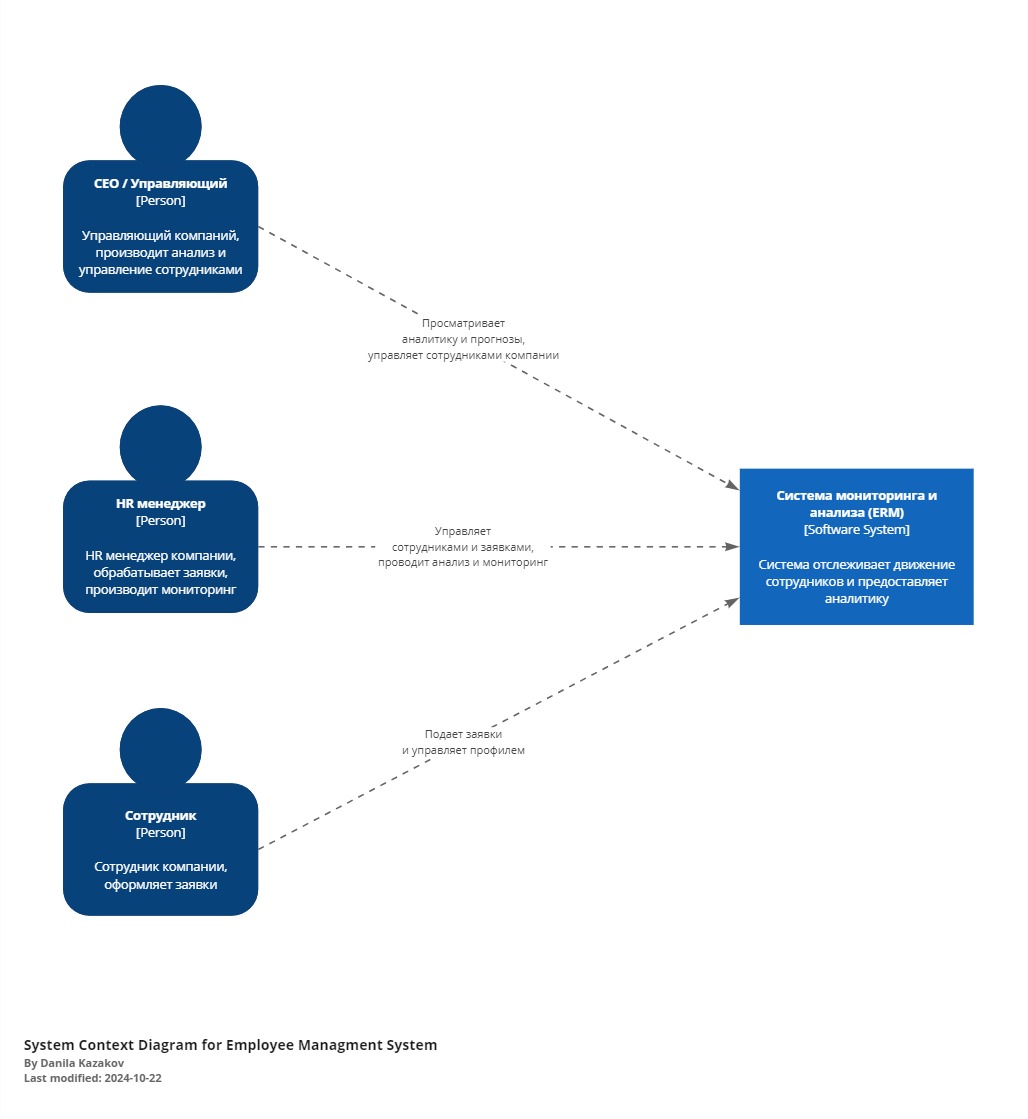 CEO / Управляющий
[Person]
Управляющий компаний,
производит анализ и
управление сотрудниками
Просматривает
аналитику и прогнозы,
управляет сотрудниками компании
HR менеджер
[Person]
HR менеджер компании,
обрабатывает заявки,
производит мониторинг
Управляет
сотрудниками и заявками,
проводит анализ и мониторинг
Система мониторинга и
анализа (ERM)
[Software System]
Система отслеживает движение
сотрудников и предоставляет
аналитику
Подает заявки
и управляет профилем
Сотрудник
[Person]
Сотрудник компании,
оформляет заявки
System Context Diagram for Employee Managment System
By Danila Kazakov
Last modified: 2024-10-22